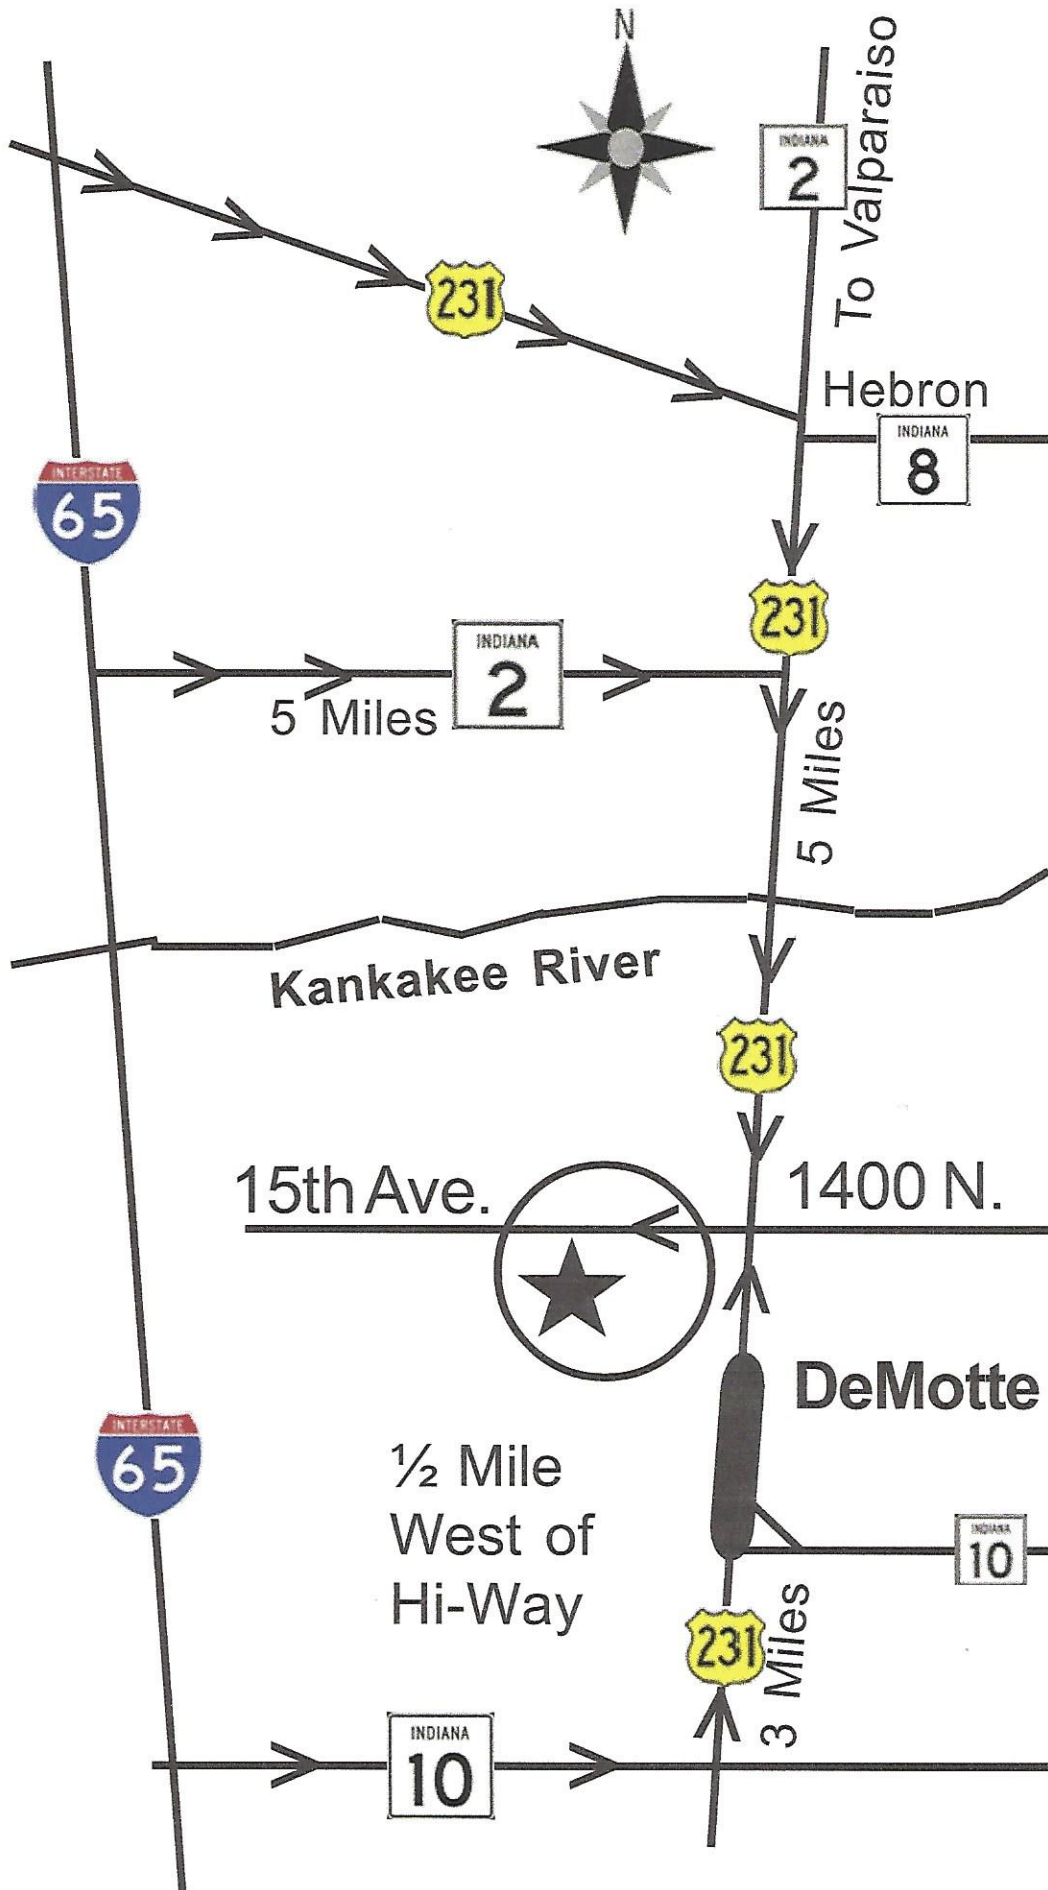 N
To Valparaiso
INDIANA
2
231
Hebron
INDIANA
8
INTERSTATE
65
231
INDIANA
2
5 Miles
5 Miles
Kankakee River
231
15th Ave.
1400 N.
DeMotte
INTERSTATE
65
½ Mile
West of
Hi-Way
INDIANA
10
231
3 Miles
INDIANA
10